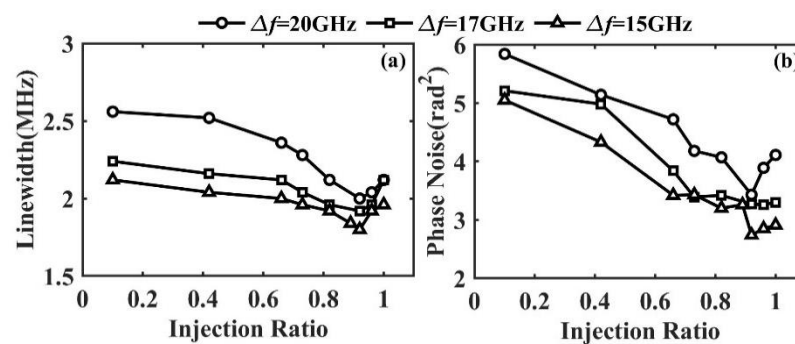 Δf=20GHz Δf=17GHz Δf=15GHz
(a)
Linewidth(MHz)
3
2.5
2
1.5
0 0.2 0.4 0.6 0.8 1
Injection Ratio
(b)
Phase Noise(rad²)
6
5
4
3
2
0 0.2 0.4 0.6 0.8 1
Injection Ratio